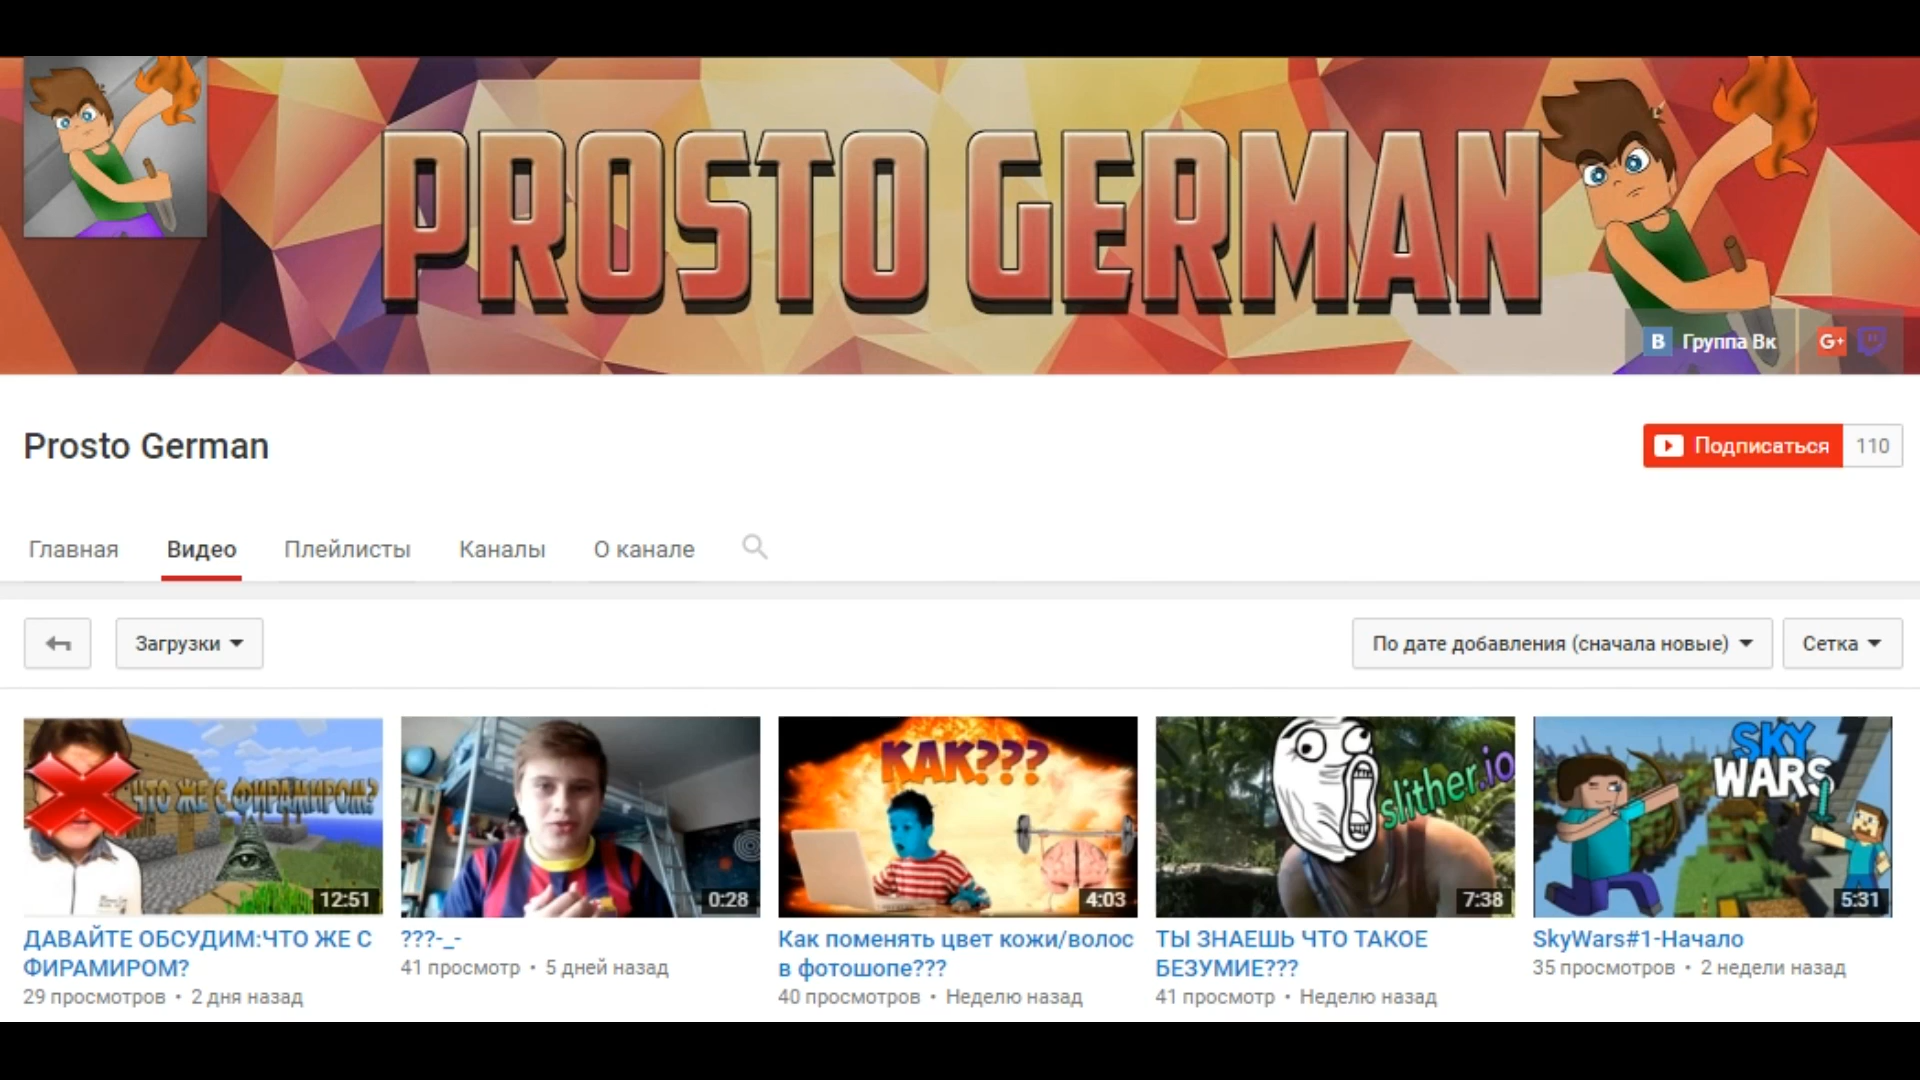 PROSTO GERMAN
В Группа Вк G+
Prosto German
Подписаться 110
Главная Видео Плейлисты Каналы О канале
Загрузки По дате добавления (сначала новые) Сетка
ЧТО ЖЕ С ФИРАМИРОМ?
12:51
0:28
КАК???
4:03
slither.io
7:38
SKY
WARS
5:31
ДАВАЙТЕ ОБСУДИМ:ЧТО ЖЕ С
ФИРАМИРОМ?
29 просмотров • 2 дня назад
???-_-
41 просмотр • 5 дней назад
Как поменять цвет кожи/волос
в фотошопе???
40 просмотров • Неделю назад
ТЫ ЗНАЕШЬ ЧТО ТАКОЕ
БЕЗУМИЕ???
41 просмотр • Неделю назад
SkyWars#1-Начало
35 просмотров • 2 недели назад